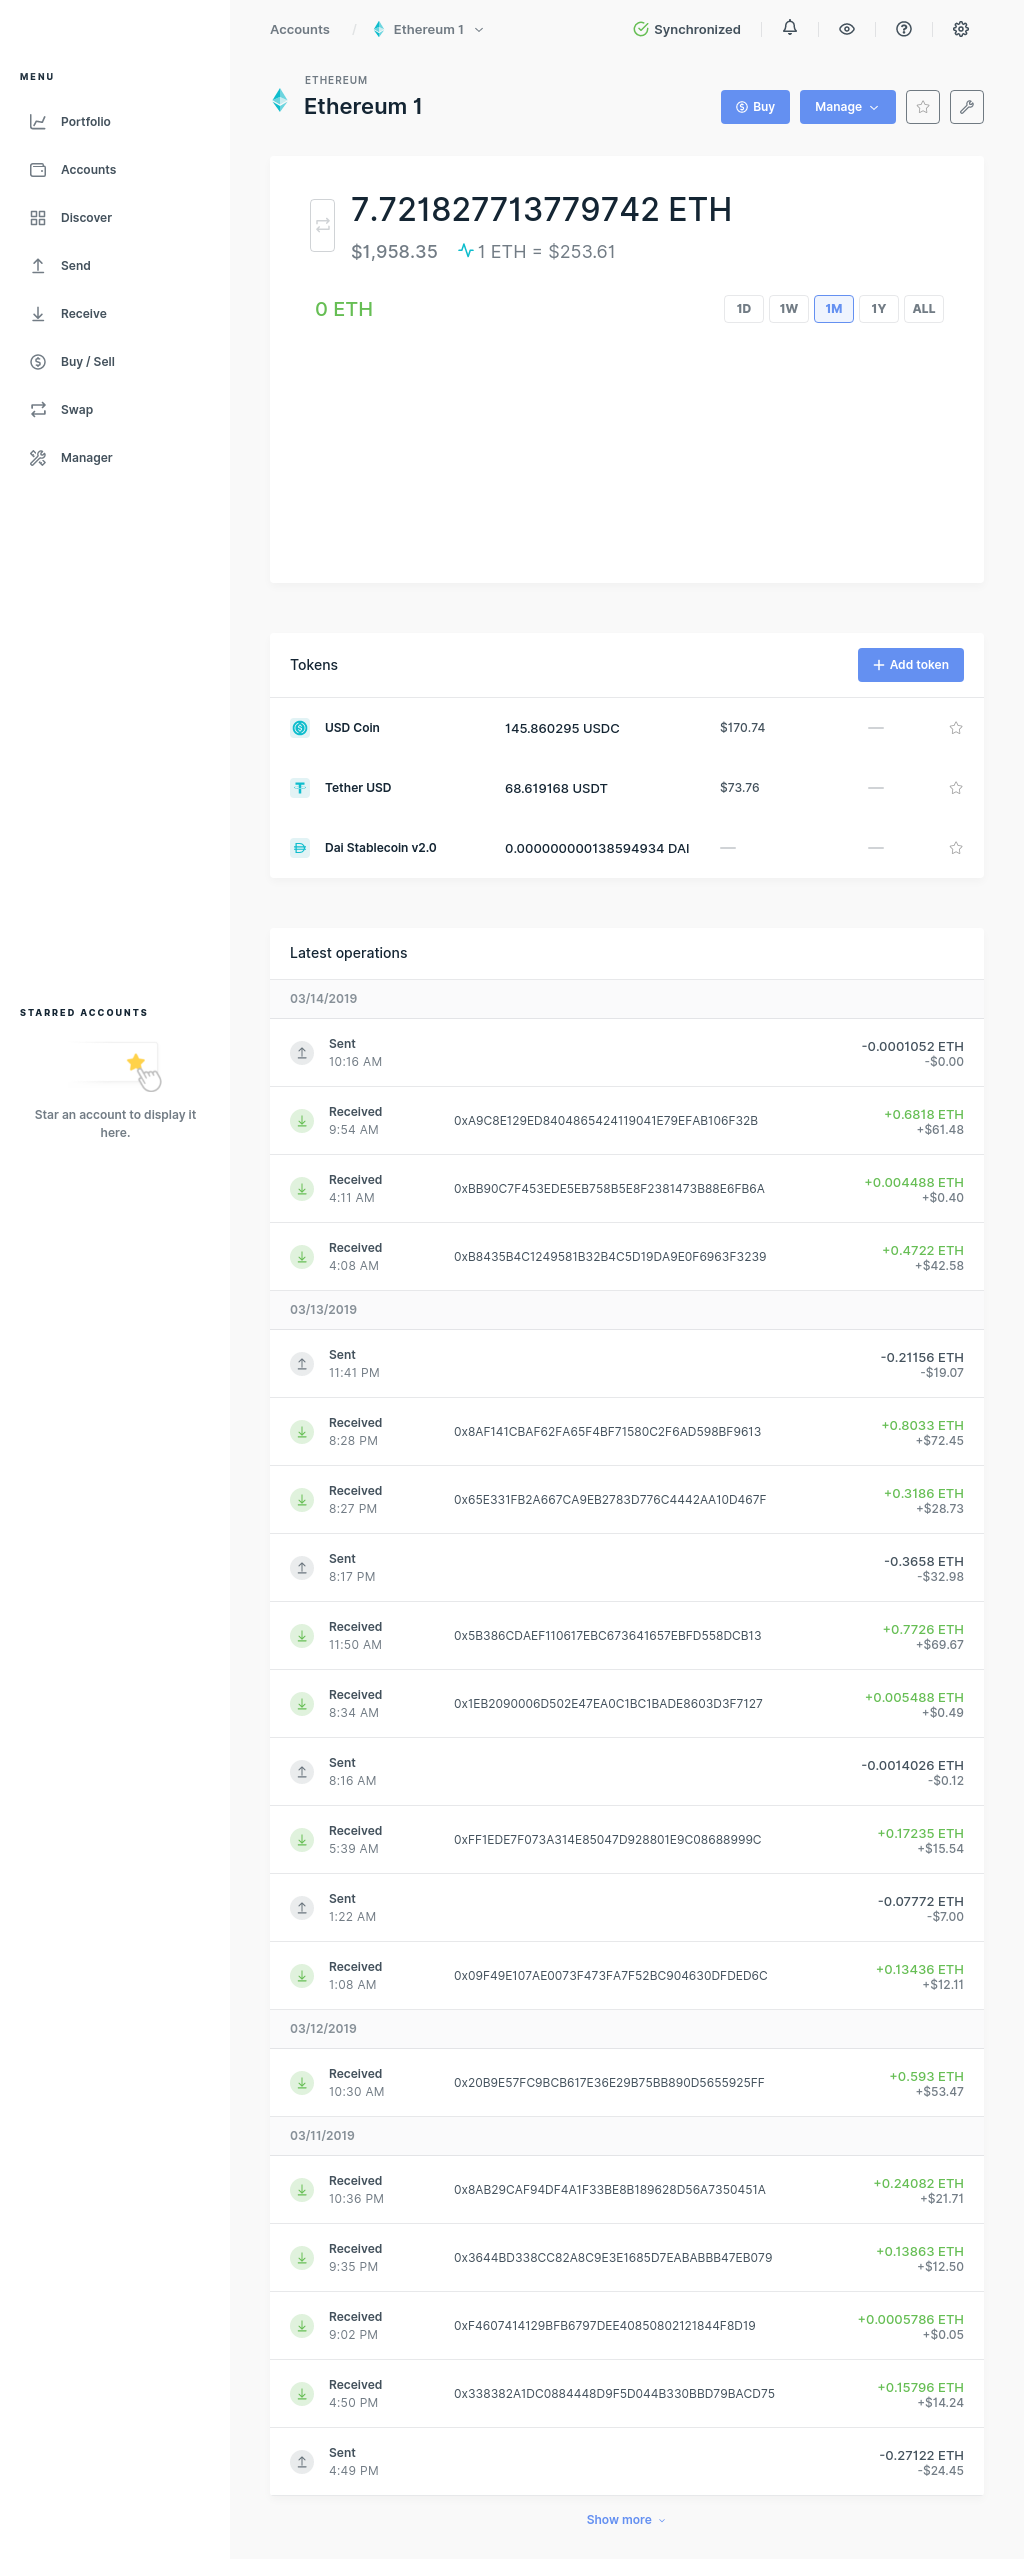 Accounts / Ethereum 1
Synchronized
MENU
Portfolio
Accounts
Discover
Send
Receive
Buy / Sell
Swap
Manager
STARRED ACCOUNTS
Star an account to display it
here.
ETHEREUM
Ethereum 1
Buy
Manage
7.721827713779742 ETH
$1,958.35 1 ETH = $253.61
0 ETH
1D 1W 1M 1Y ALL
Tokens
Add token
USD Coin 145.860295 USDC $170.74 —
Tether USD 68.619168 USDT $73.76 —
Dai Stablecoin v2.0 0.000000000138594934 DAI — —
Latest operations
03/14/2019
Sent -0.0001052 ETH
10:16 AM -$0.00
Received 0xA9C8E129ED8404865424119041E79EFAB106F32B +0.6818 ETH
9:54 AM +$61.48
Received 0xBB90C7F453EDE5EB758B5E8F2381473B88E6FB6A +0.004488 ETH
4:11 AM +$0.40
Received 0xB8435B4C1249581B32B4C5D19DA9E0F6963F3239 +0.4722 ETH
4:08 AM +$42.58
03/13/2019
Sent -0.21156 ETH
11:41 PM -$19.07
Received 0x8AF141CBAF62FA65F4BF71580C2F6AD598BF9613 +0.8033 ETH
8:28 PM +$72.45
Received 0x65E331FB2A667CA9EB2783D776C4442AA10D467F +0.3186 ETH
8:27 PM +$28.73
Sent -0.3658 ETH
8:17 PM -$32.98
Received 0x5B386CDAEF110617EBC673641657EBFD558DCB13 +0.7726 ETH
11:50 AM +$69.67
Received 0x1EB2090006D502E47EA0C1BC1BADE8603D3F7127 +0.005488 ETH
8:34 AM +$0.49
Sent -0.0014026 ETH
8:16 AM -$0.12
Received 0xFF1EDE7F073A314E85047D928801E9C08688999C +0.17235 ETH
5:39 AM +$15.54
Sent -0.07772 ETH
1:22 AM -$7.00
Received 0x09F49E107AE0073F473FA7F52BC904630DFDED6C +0.13436 ETH
1:08 AM +$12.11
03/12/2019
Received 0x20B9E57FC9BCB617E36E29B75BB890D5655925FF +0.593 ETH
10:30 AM +$53.47
03/11/2019
Received 0x8AB29CAF94DF4A1F33BE8B189628D56A7350451A +0.24082 ETH
10:36 PM +$21.71
Received 0x3644BD338CC82A8C9E3E1685D7EABABBB47EB079 +0.13863 ETH
9:35 PM +$12.50
Received 0xF4607414129BFB6797DEE40850802121844F8D19 +0.0005786 ETH
9:02 PM +$0.05
Received 0x338382A1DC0884448D9F5D044B330BBD79BACD75 +0.15796 ETH
4:50 PM +$14.24
Sent -0.27122 ETH
4:49 PM -$24.45
Show more